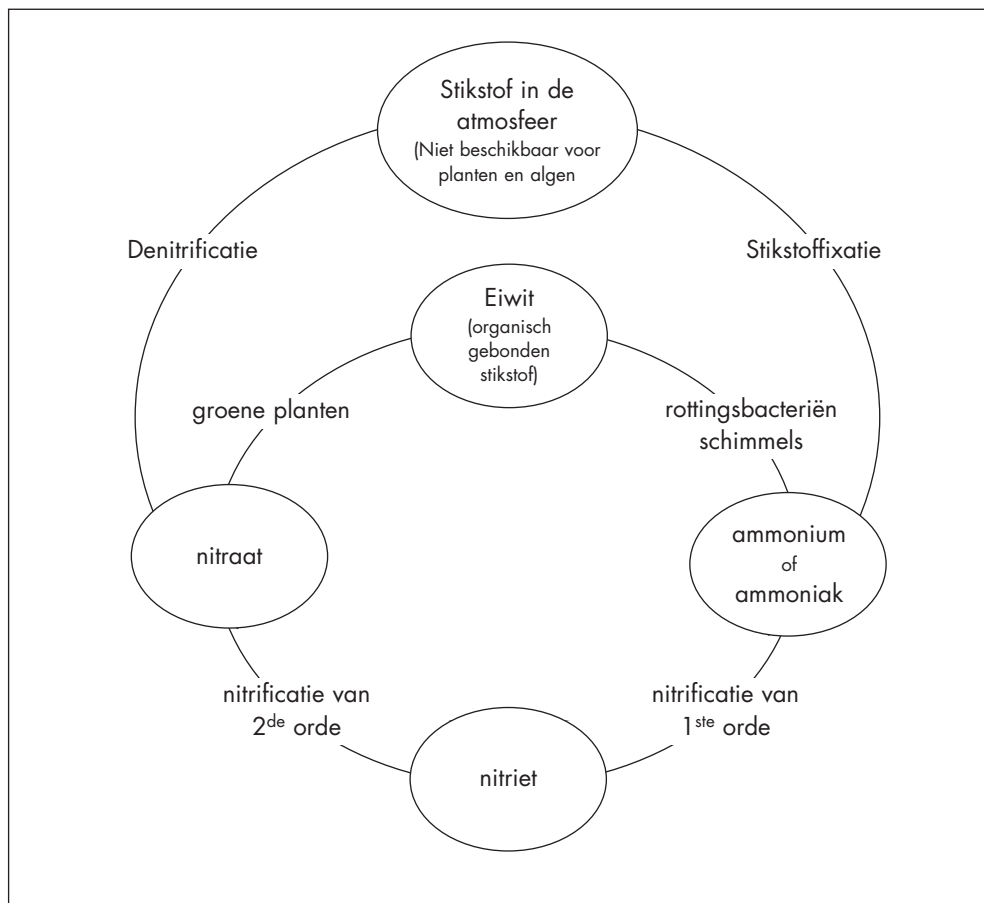 Stikstof in de
atmosfeer
(Niet beschikbaar voor
planten en algen
Denitrificatie
Stikstoffixatie
Eiwit
(organisch
gebonden
stikstof)
groene planten
rottingsbacteriën
schimmels
nitraat
ammonium
of
ammoniak
nitrificatie van
2de orde
nitrificatie van
1ste orde
nitriet